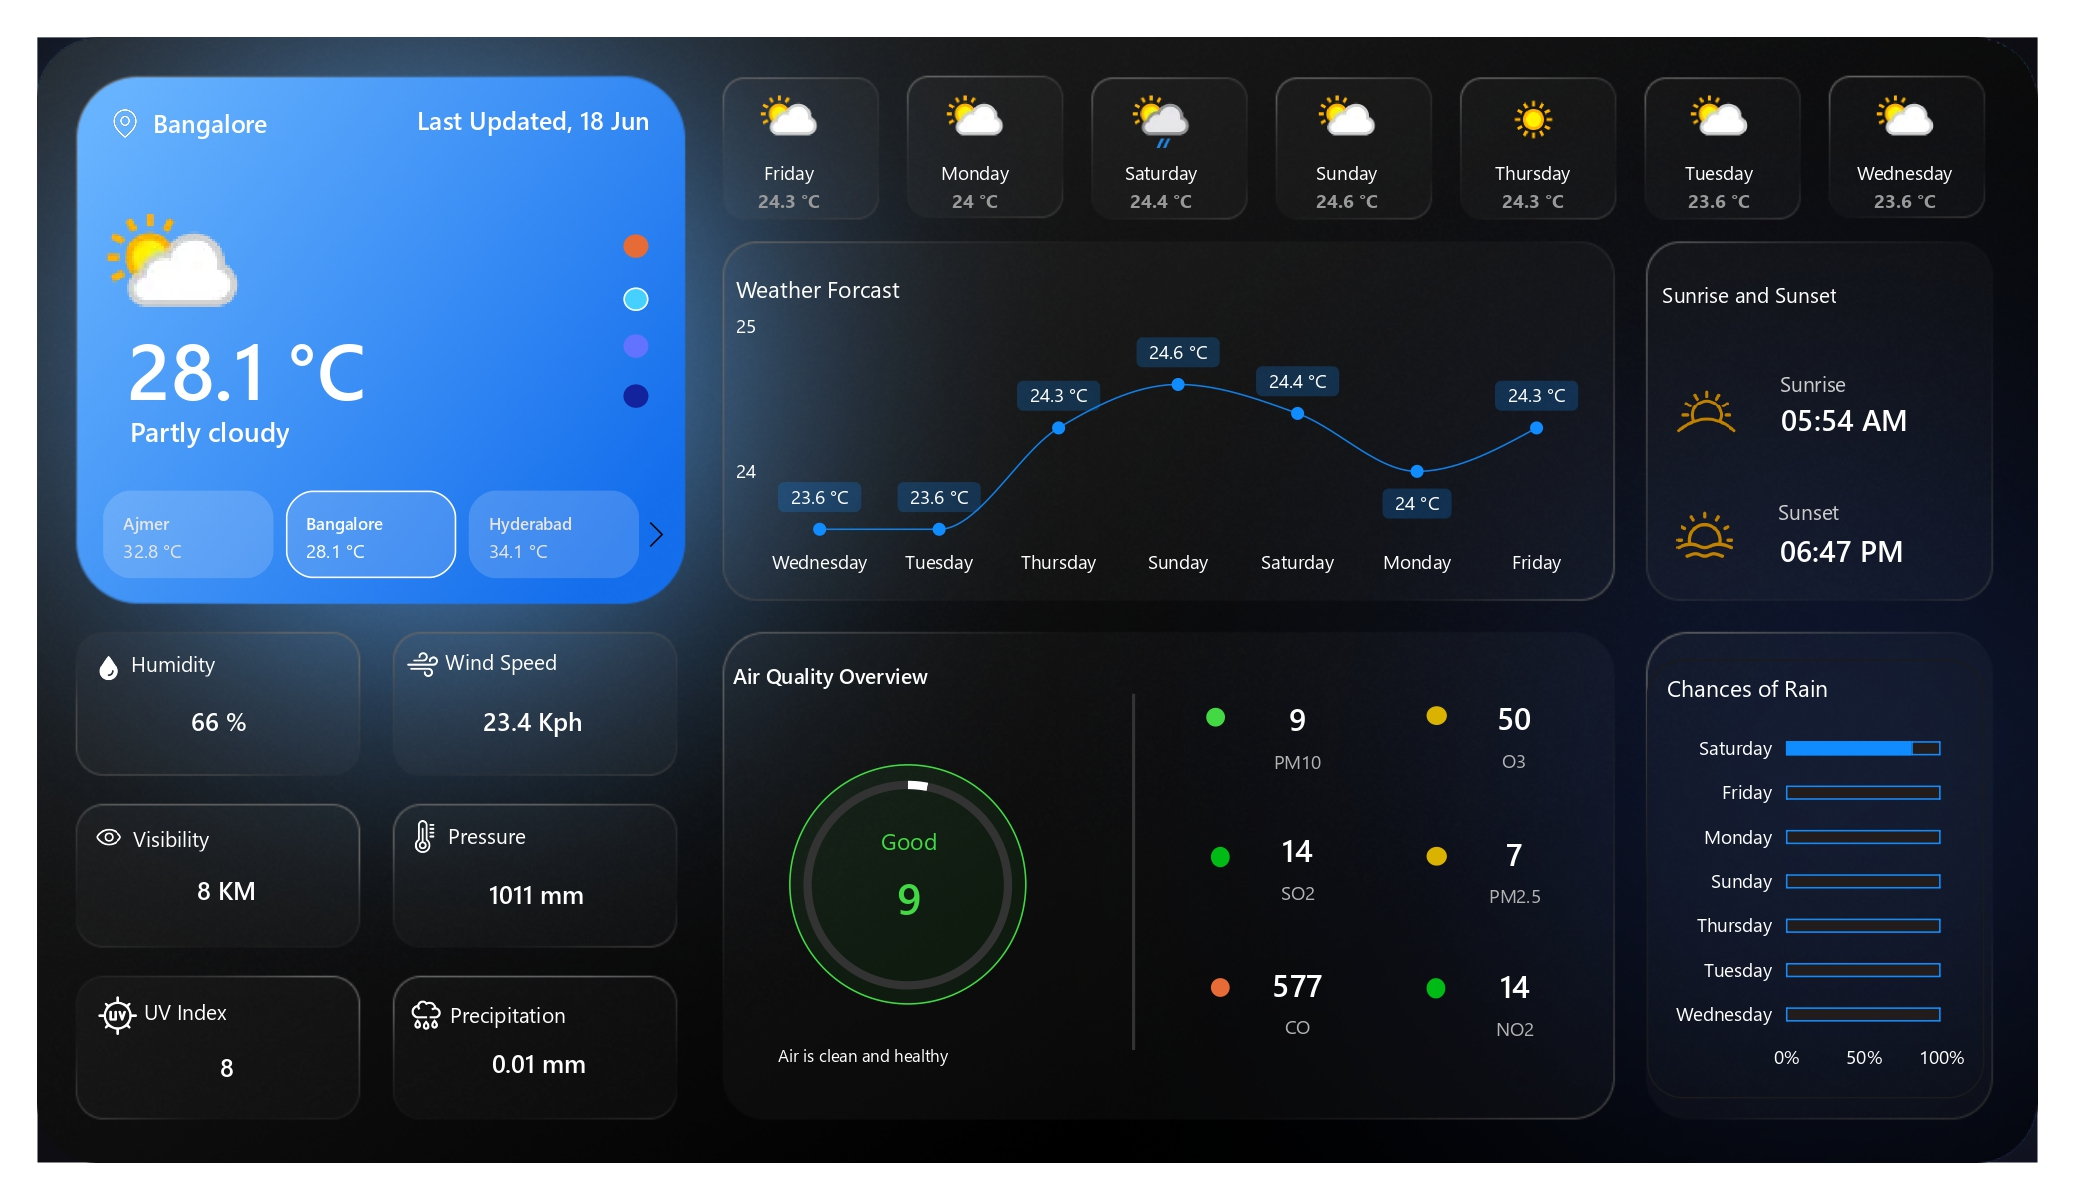 Bangalore
Last Updated, 18 Jun
28.1 °C
Partly cloudy
Ajmer
32.8 °C
Bangalore
28.1 °C
Hyderabad
34.1 °C
Friday
24.3 °C
Monday
24 °C
Saturday
24.4 °C
Sunday
24.6 °C
Thursday
24.3 °C
Tuesday
23.6 °C
Wednesday
23.6 °C
Weather Forcast
25
24
23.6 °C
23.6 °C
24.3 °C
24.6 °C
24.4 °C
24 °C
24.3 °C
Wednesday
Tuesday
Thursday
Sunday
Saturday
Monday
Friday
Sunrise and Sunset
Sunrise
05:54 AM
Sunset
06:47 PM
Humidity
66 %
Wind Speed
23.4 Kph
Visibility
8 KM
Pressure
1011 mm
UV
UV Index
8
Precipitation
0.01 mm
Air Quality Overview
Good
9
Air is clean and healthy
9
PM10
50
O3
14
SO2
7
PM2.5
577
CO
14
NO2
Chances of Rain
Saturday
Friday
Monday
Sunday
Thursday
Tuesday
Wednesday
0%
50%
100%